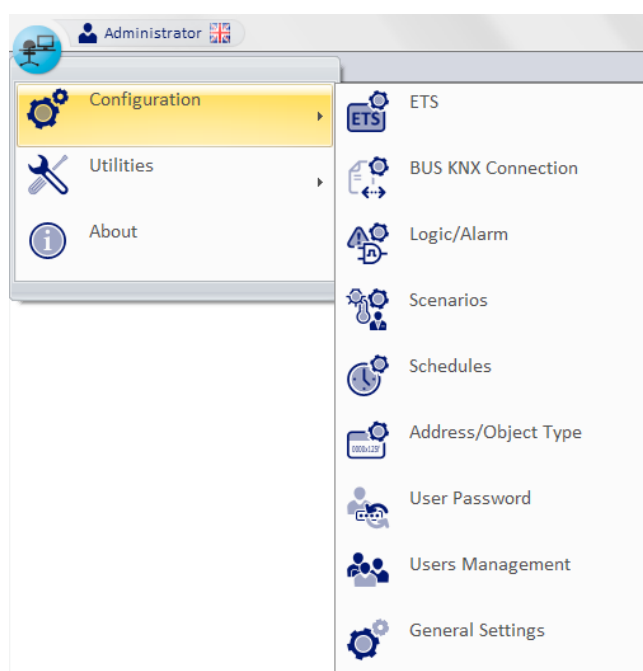 Administrator
Configuration
Utilities
About
ETS
ETS
BUS KNX Connection
Logic/Alarm
Scenarios
Schedules
Address/Object Type
User Password
Users Management
General Settings